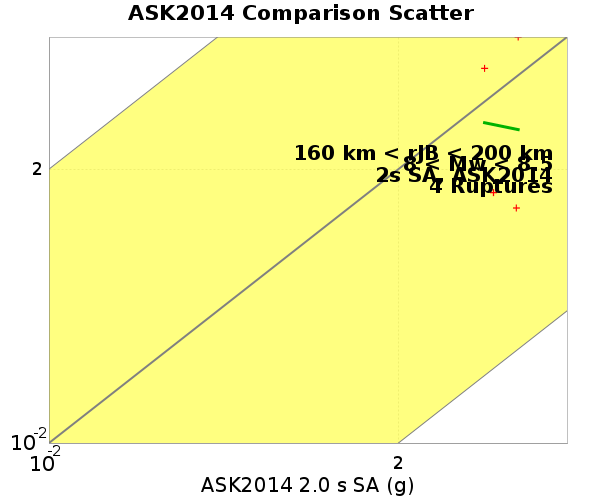 ASK2014 Comparison Scatter
160 km < rJB < 200 km
8 < Mw < 8.5
2s SA, ASK2014
4 Ruptures
2
10-2
10-2
2
ASK2014 2.0 s SA (g)